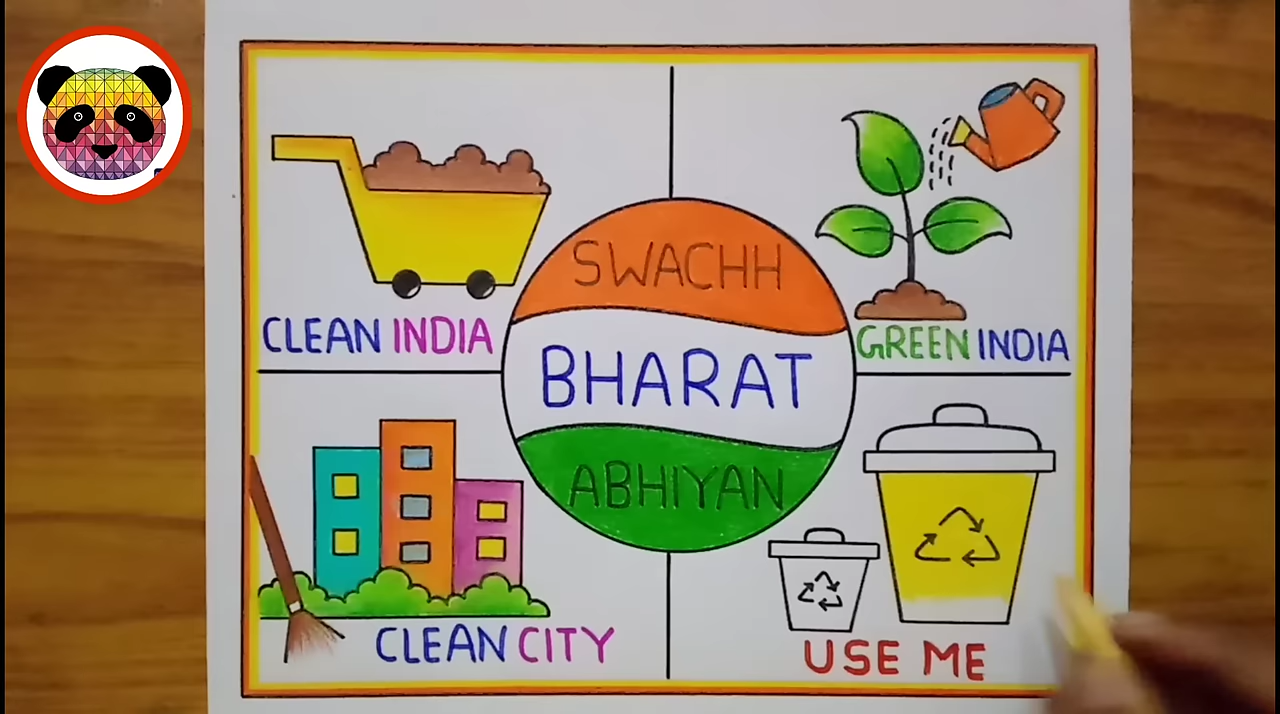 SWACHH
BHARAT
ABHIYAN
CLEAN INDIA
GREEN INDIA
CLEAN CITY
USE ME